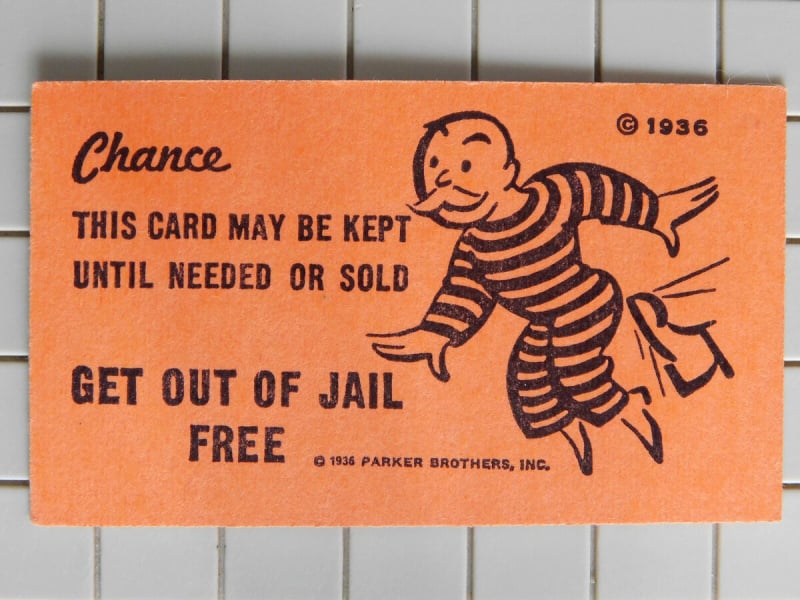 © 1936
Chance
THIS CARD MAY BE KEPT
UNTIL NEEDED OR SOLD
GET OUT OF JAIL
FREE
© 1936 PARKER BROTHERS, INC.